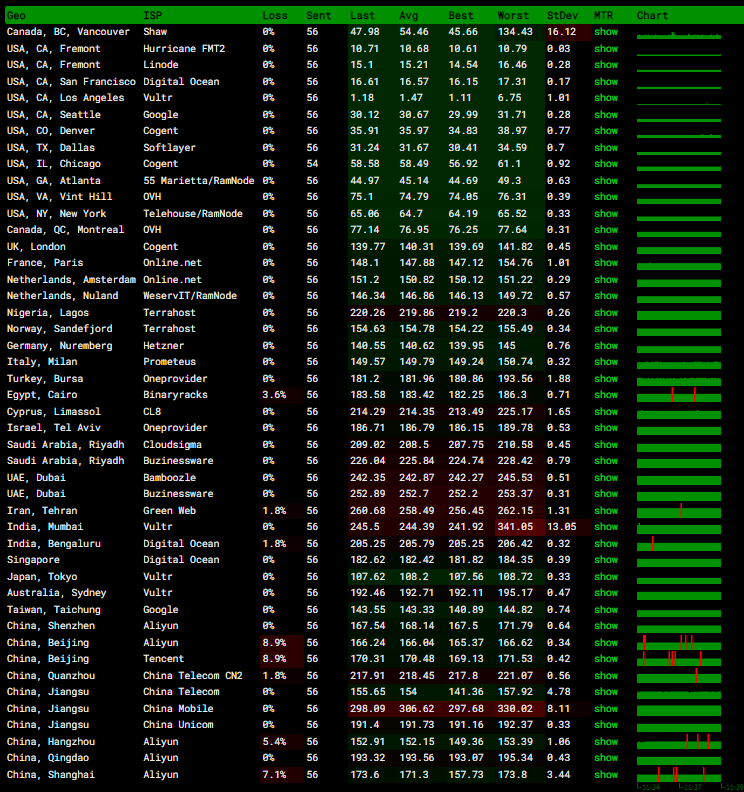 Geo ISP Loss Sent Last Avg Best Worst StDev MTR Chart
Canada, BC, Vancouver Shaw 0% 56 47.98 54.46 45.66 134.43 16.12 show
USA, CA, Fremont Hurricane FMT2 0% 56 10.71 10.68 10.61 10.79 0.03 show
USA, CA, Fremont Linode 0% 56 15.1 15.21 14.54 16.46 0.28 show
USA, CA, San Francisco Digital Ocean 0% 56 16.61 16.57 16.15 17.31 0.17 show
USA, CA, Los Angeles Vultr 0% 56 1.18 1.47 1.11 6.75 1.01 show
USA, CA, Seattle Google 0% 56 30.12 30.67 29.99 31.71 0.28 show
USA, CO, Denver Cogent 0% 56 35.91 35.97 34.83 38.97 0.77 show
USA, TX, Dallas Softlayer 0% 56 31.24 31.67 30.41 34.59 0.7 show
USA, IL, Chicago Cogent 0% 54 58.58 58.49 56.92 61.1 0.92 show
USA, GA, Atlanta 55 Marietta/RamNode 0% 56 44.97 45.14 44.69 49.3 0.63 show
USA, VA, Vint Hill OVH 0% 56 75.1 74.79 74.05 76.31 0.39 show
USA, NY, New York Telehouse/RamNode 0% 56 65.06 64.7 64.19 65.52 0.33 show
Canada, QC, Montreal OVH 0% 56 77.14 76.95 76.25 77.64 0.31 show
UK, London Cogent 0% 56 139.77 140.31 139.69 141.82 0.45 show
France, Paris Online.net 0% 56 148.1 147.88 147.12 154.76 1.01 show
Netherlands, Amsterdam Online.net 0% 56 151.2 150.82 150.12 151.22 0.29 show
Netherlands, Nuland WeservIT/RamNode 0% 56 146.34 146.86 146.13 149.72 0.57 show
Nigeria, Lagos Terrahost 0% 56 220.26 219.86 219.2 220.3 0.26 show
Norway, Sandefjord Terrahost 0% 56 154.63 154.78 154.22 155.49 0.34 show
Germany, Nuremberg Hetzner 0% 56 140.55 140.62 139.95 145 0.76 show
Italy, Milan Prometeus 0% 56 149.57 149.79 149.24 150.74 0.32 show
Turkey, Bursa Oneprovider 0% 56 181.2 181.96 180.86 193.56 1.88 show
Egypt, Cairo Binaryracks 3.6% 56 183.58 183.42 182.25 186.3 0.71 show
Cyprus, Limassol CL8 0% 56 214.29 214.35 213.49 225.17 1.65 show
Israel, Tel Aviv Oneprovider 0% 56 186.71 186.79 186.15 189.78 0.53 show
Saudi Arabia, Riyadh Cloudsigma 0% 56 209.02 208.5 207.75 210.58 0.45 show
Saudi Arabia, Riyadh Buzinessware 0% 56 226.04 225.84 224.74 228.42 0.79 show
UAE, Dubai Bamboozle 0% 56 242.35 242.87 242.27 245.53 0.51 show
UAE, Dubai Buzinessware 0% 56 252.89 252.7 252.2 253.37 0.31 show
Iran, Tehran Green Web 1.8% 56 260.68 258.49 256.45 262.15 1.31 show
India, Mumbai Vultr 0% 56 245.5 244.39 241.92 341.05 13.05 show
India, Bengaluru Digital Ocean 1.8% 56 205.25 205.79 205.25 206.42 0.32 show
Singapore Digital Ocean 0% 56 182.62 182.42 181.82 184.35 0.39 show
Japan, Tokyo Vultr 0% 56 107.62 108.2 107.56 108.72 0.33 show
Australia, Sydney Vultr 0% 56 192.46 192.71 192.11 195.17 0.47 show
Taiwan, Taichung Google 0% 56 143.55 143.33 140.89 144.82 0.74 show
China, Shenzhen Aliyun 0% 56 167.54 168.14 167.5 171.79 0.64 show
China, Beijing Aliyun 8.9% 56 166.24 166.04 165.37 166.62 0.34 show
China, Beijing Tencent 8.9% 56 170.31 170.48 169.13 171.53 0.42 show
China, Quanzhou China Telecom CN2 1.8% 56 217.91 218.45 217.8 221.07 0.56 show
China, Jiangsu China Telecom 0% 56 155.65 154 141.36 157.92 4.78 show
China, Jiangsu China Mobile 0% 56 298.09 306.62 297.68 330.02 8.11 show
China, Jiangsu China Unicom 0% 56 191.4 191.73 191.16 192.37 0.33 show
China, Hangzhou Aliyun 5.4% 56 152.91 152.15 149.36 153.39 1.06 show
China, Qingdao Aliyun 0% 56 193.32 193.56 193.07 195.34 0.43 show
China, Shanghai Aliyun 7.1% 56 173.6 171.3 157.73 173.8 3.44 show
11:34 11:37